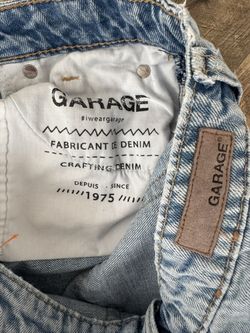 GARAGE
#iweargarage
FABRICANT DE DENIM
CRAFTING DENIM
DEPUIS . SINCE
//////1975//////
GARAGE